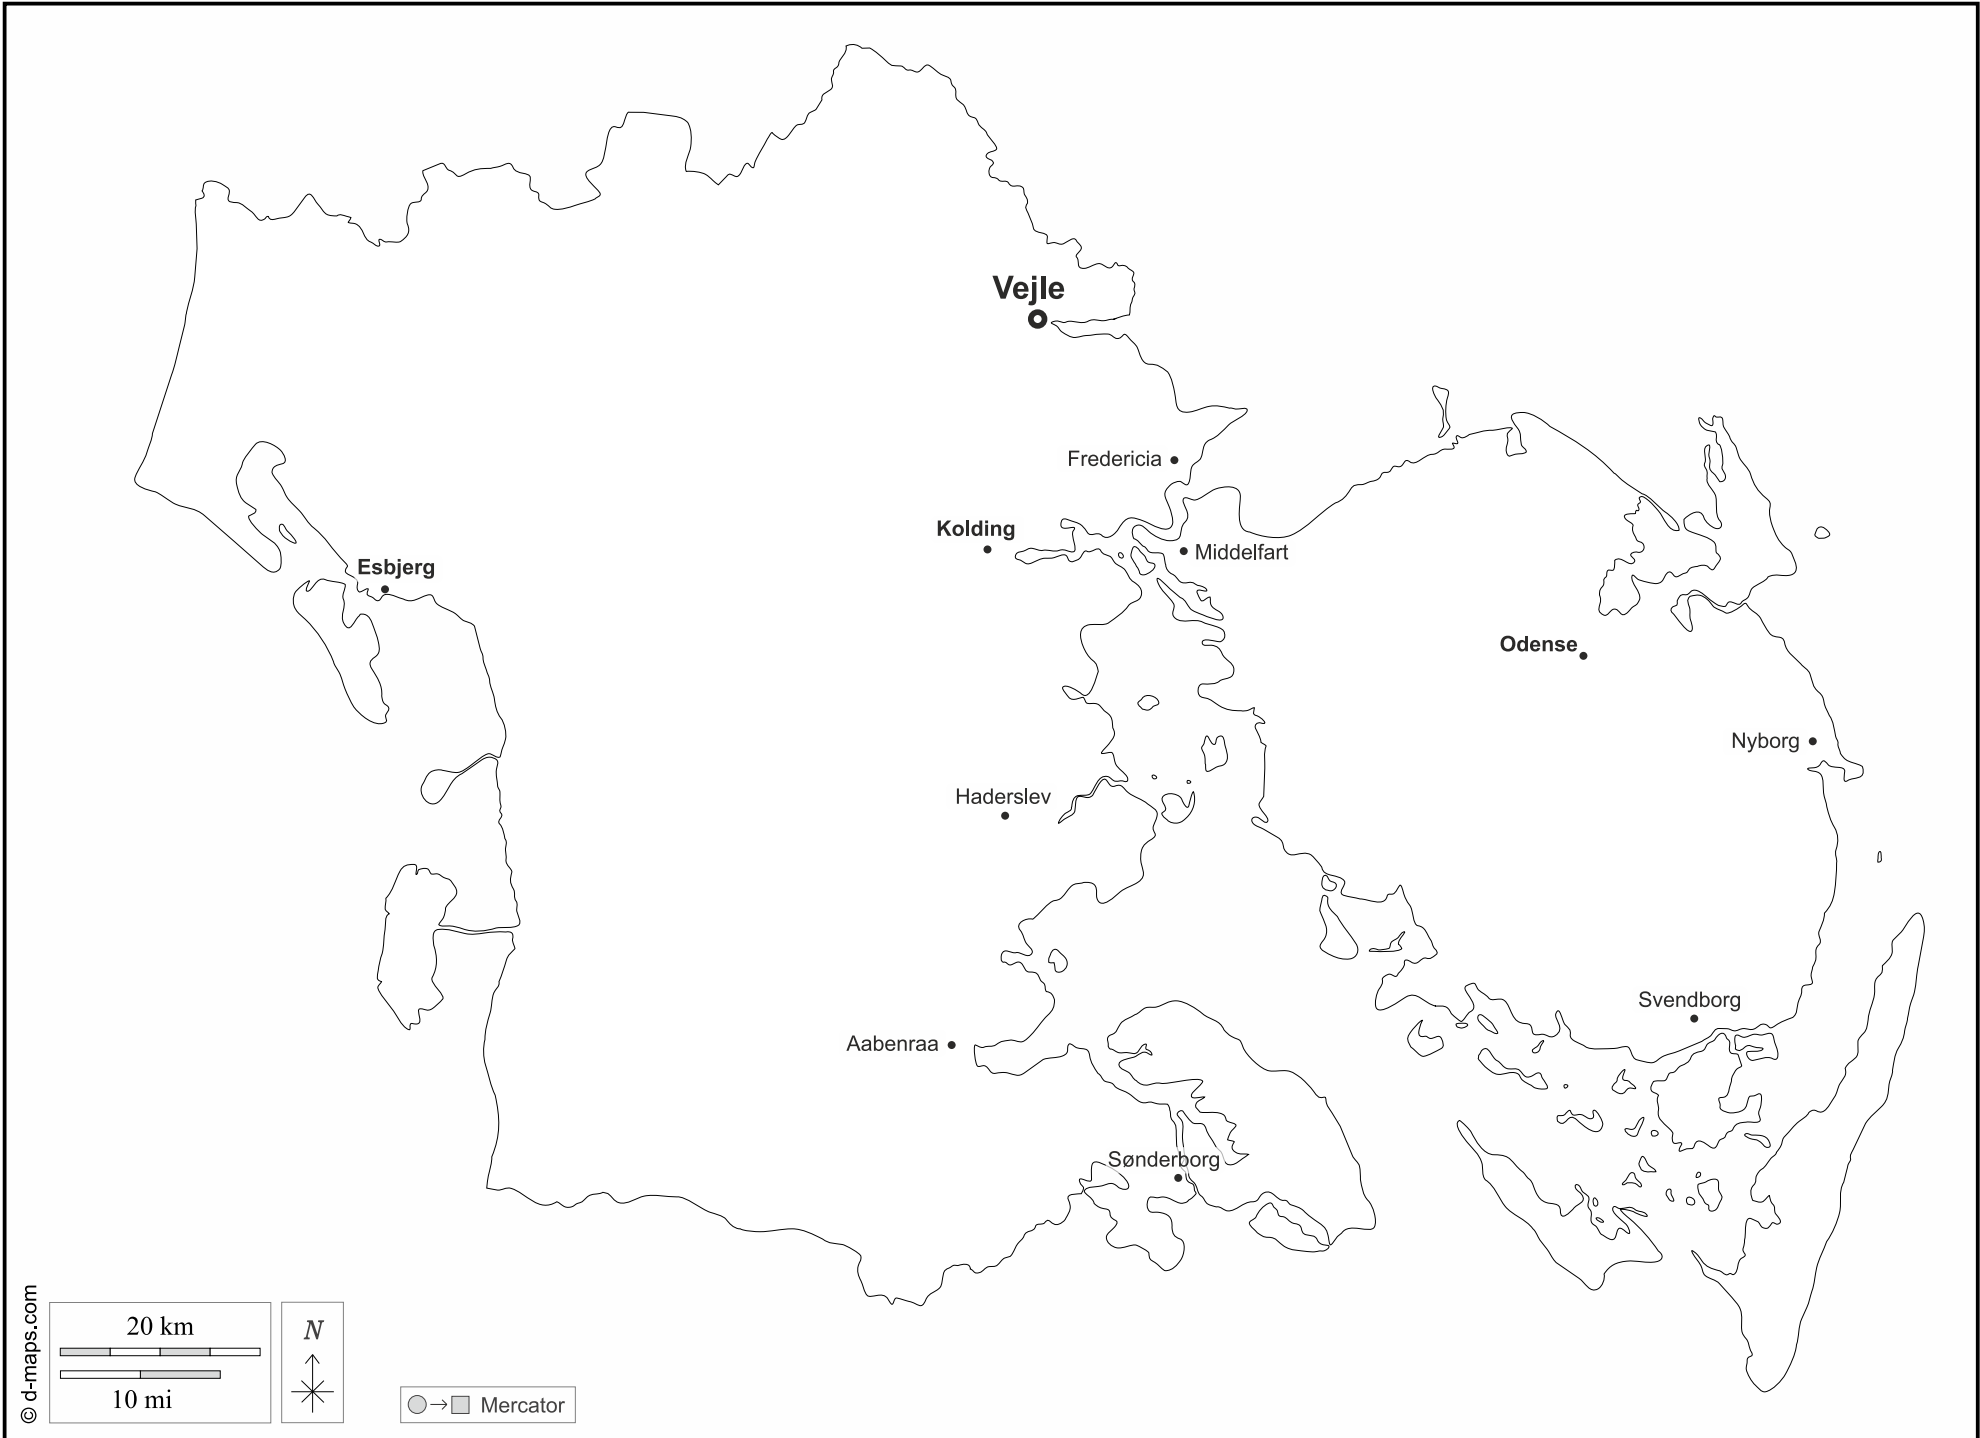 Vejle
Fredericia
Kolding
Middelfart
Esbjerg
Odense
Nyborg
Haderslev
Svendborg
Aabenraa
Sønderborg
© d-maps.com
20 km
10 mi
N
Mercator